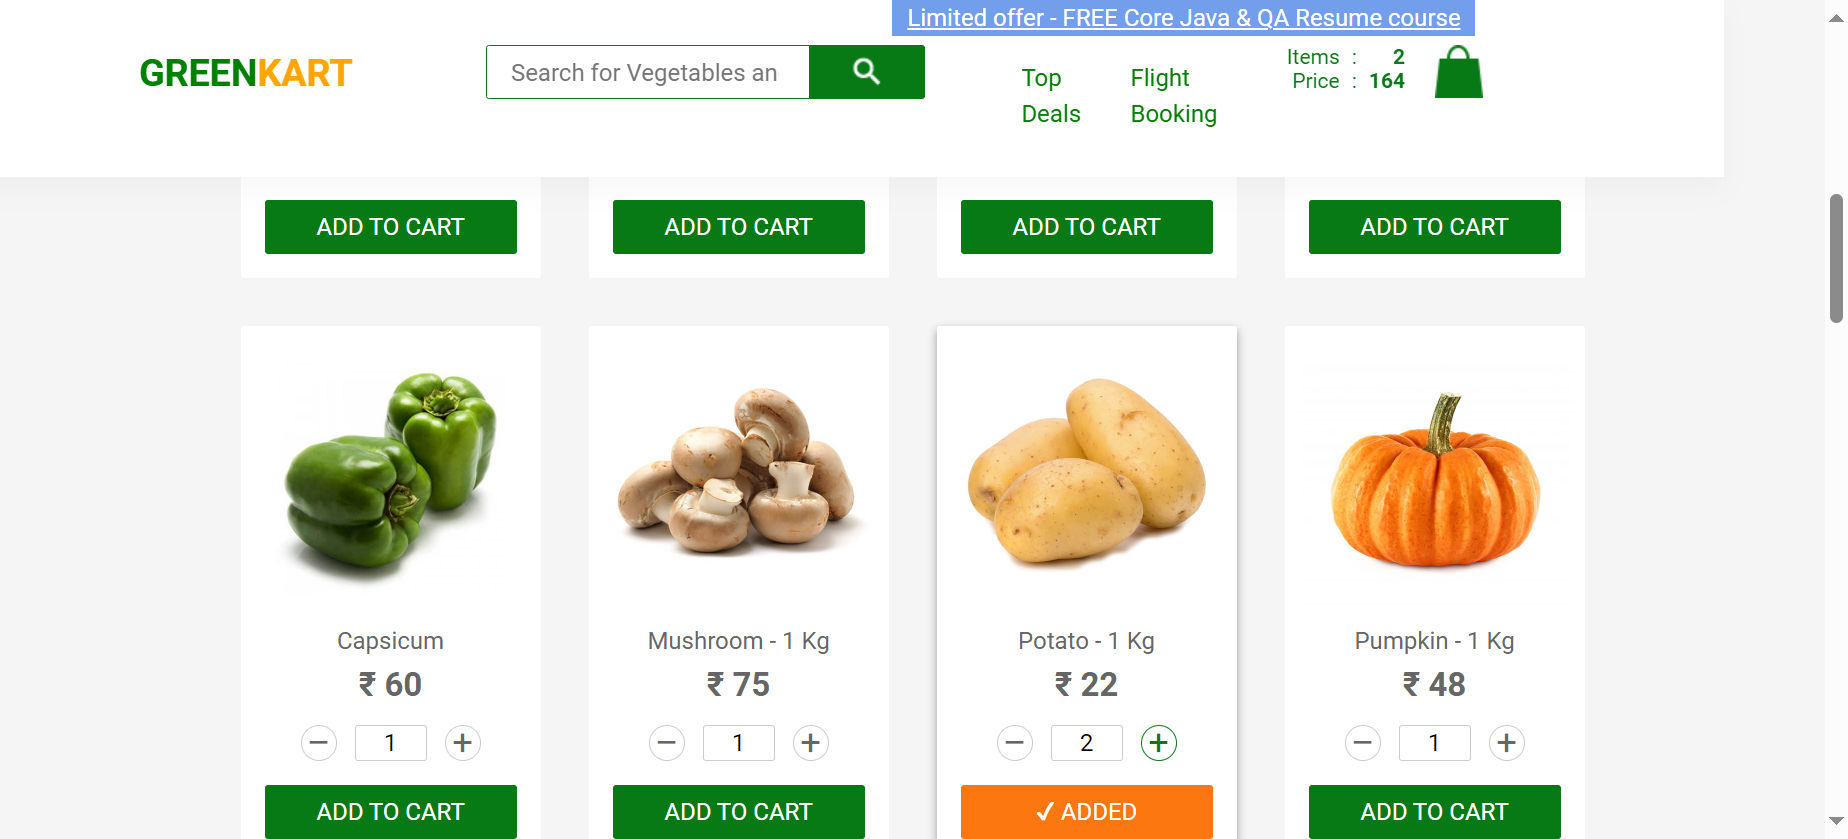 Limited offer - FREE Core Java & QA Resume course
GREENKART
Search for Vegetables an
Top Deals
Flight Booking
Items : 2
Price : 164
ADD TO CART
ADD TO CART
ADD TO CART
ADD TO CART
Capsicum
₹ 60
− 1 +
ADD TO CART
Mushroom - 1 Kg
₹ 75
− 1 +
ADD TO CART
Potato - 1 Kg
₹ 22
− 2 +
✓ ADDED
Pumpkin - 1 Kg
₹ 48
− 1 +
ADD TO CART